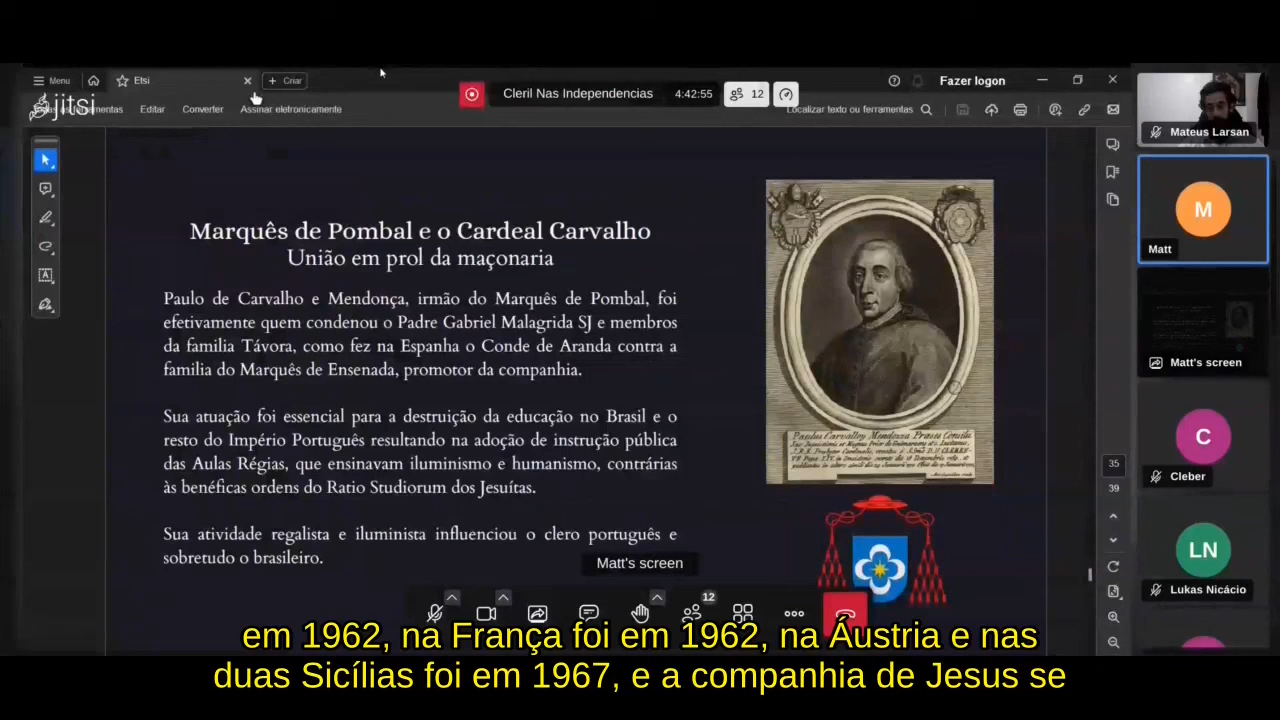 Menu
Etsi
Criar
Cleril Nas Independencias 4:42:55 12
Fazer logon
jitsi
Editar Converter Assinar eletronicamente
Localizar texto ou ferramentas
Mateus Larsan
Marquês de Pombal e o Cardeal Carvalho
União em prol da maçonaria
Paulo de Carvalho e Mendonça, irmão do Marquês de Pombal, foi
efetivamente quem condenou o Padre Gabriel Malagrida SJ e membros
da familia Távora, como fez na Espanha o Conde de Aranda contra a
familia do Marquês de Ensenada, promotor da companhia.
Sua atuação foi essencial para a destruição da educação no Brasil e o
resto do Império Português resultando na adoção de instrução pública
das Aulas Régias, que ensinavam iluminismo e humanismo, contrárias
às benéficas ordens do Ratio Studiorum dos Jesuítas.
Sua atividade regalista e iluminista influenciou o clero português e
sobretudo o brasileiro.
M
Matt
Matt's screen
C
Cleber
LN
Lukas Nicácio
35
39
Matt's screen
12
em 1962, na França foi em 1962, na Áustria e nas
duas Sicílias foi em 1967, e a companhia de Jesus se